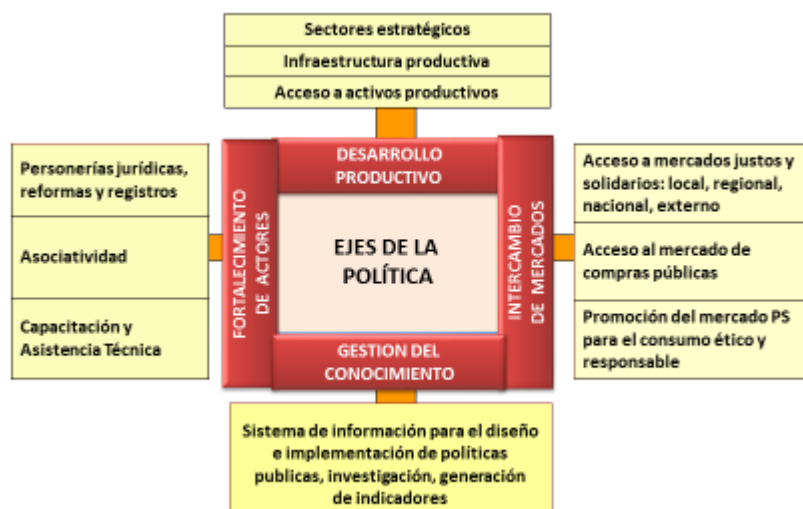 Sectores estratégicos
Infraestructura productiva
Acceso a activos productivos
DESARROLLO
PRODUCTIVO
Personerías jurídicas,
reformas y registros
Asociatividad
Capacitación y
Asistencia Técnica
FORTALECIMIENTO
DE ACTORES
EJES DE LA
POLÍTICA
INTERCAMBIO
DE MERCADOS
Acceso a mercados justos y
solidarios: local, regional,
nacional, externo
Acceso al mercado de
compras públicas
Promoción del mercado PS
para el consumo ético y
responsable
GESTION DEL
CONOCIMIENTO
Sistema de información para el diseño
e implementación de políticas
publicas, investigación, generación
de indicadores